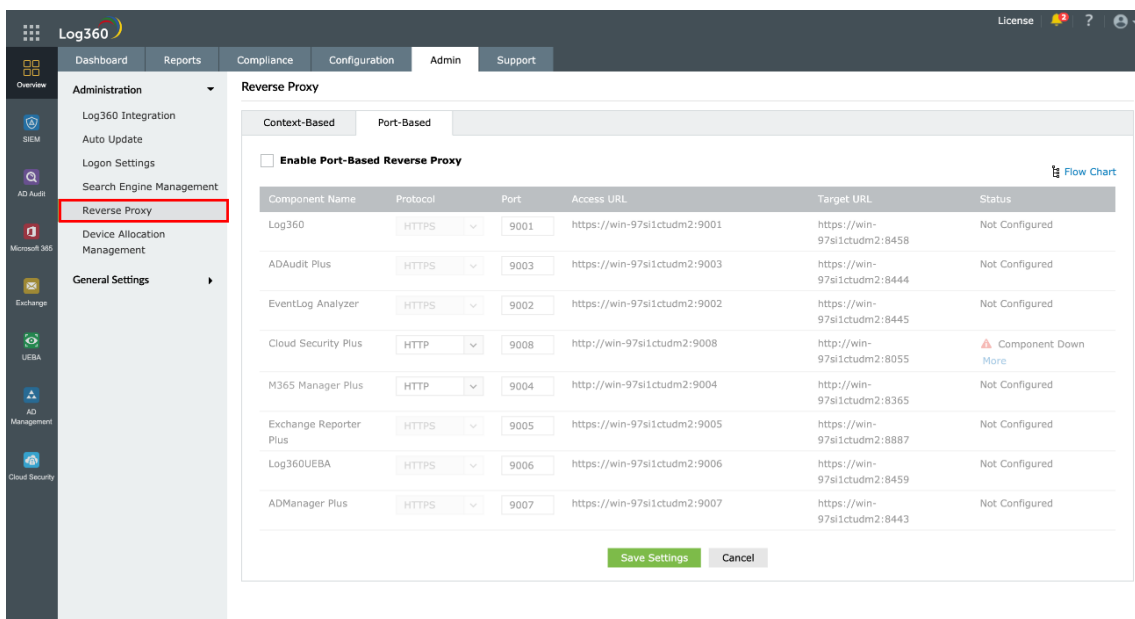 License
2
?
Log360
Dashboard Reports Compliance Configuration Admin Support
Overview
SIEM
AD Audit
Microsoft 365
Exchange
UEBA
AD
Management
Cloud Security
Administration
Log360 Integration
Auto Update
Logon Settings
Search Engine Management
Reverse Proxy
Device Allocation
Management
General Settings
Reverse Proxy
Context-Based Port-Based
Enable Port-Based Reverse Proxy
Flow Chart
Component Name Protocol Port Access URL Target URL Status
Log360 HTTPS 9001 https://win-97si1ctudm2:9001 https://win- Not Configured
97si1ctudm2:8458
ADAudit Plus HTTPS 9003 https://win-97si1ctudm2:9003 https://win- Not Configured
97si1ctudm2:8444
EventLog Analyzer HTTPS 9002 https://win-97si1ctudm2:9002 https://win- Not Configured
97si1ctudm2:8445
Cloud Security Plus HTTP 9008 http://win-97si1ctudm2:9008 http://win- Component Down
97si1ctudm2:8055 More
M365 Manager Plus HTTP 9004 http://win-97si1ctudm2:9004 http://win- Not Configured
97si1ctudm2:8365
Exchange Reporter HTTPS 9005 https://win-97si1ctudm2:9005 https://win- Not Configured
Plus 97si1ctudm2:8887
Log360UEBA HTTPS 9006 https://win-97si1ctudm2:9006 https://win- Not Configured
97si1ctudm2:8459
ADManager Plus HTTPS 9007 https://win-97si1ctudm2:9007 https://win- Not Configured
97si1ctudm2:8443
Save Settings Cancel